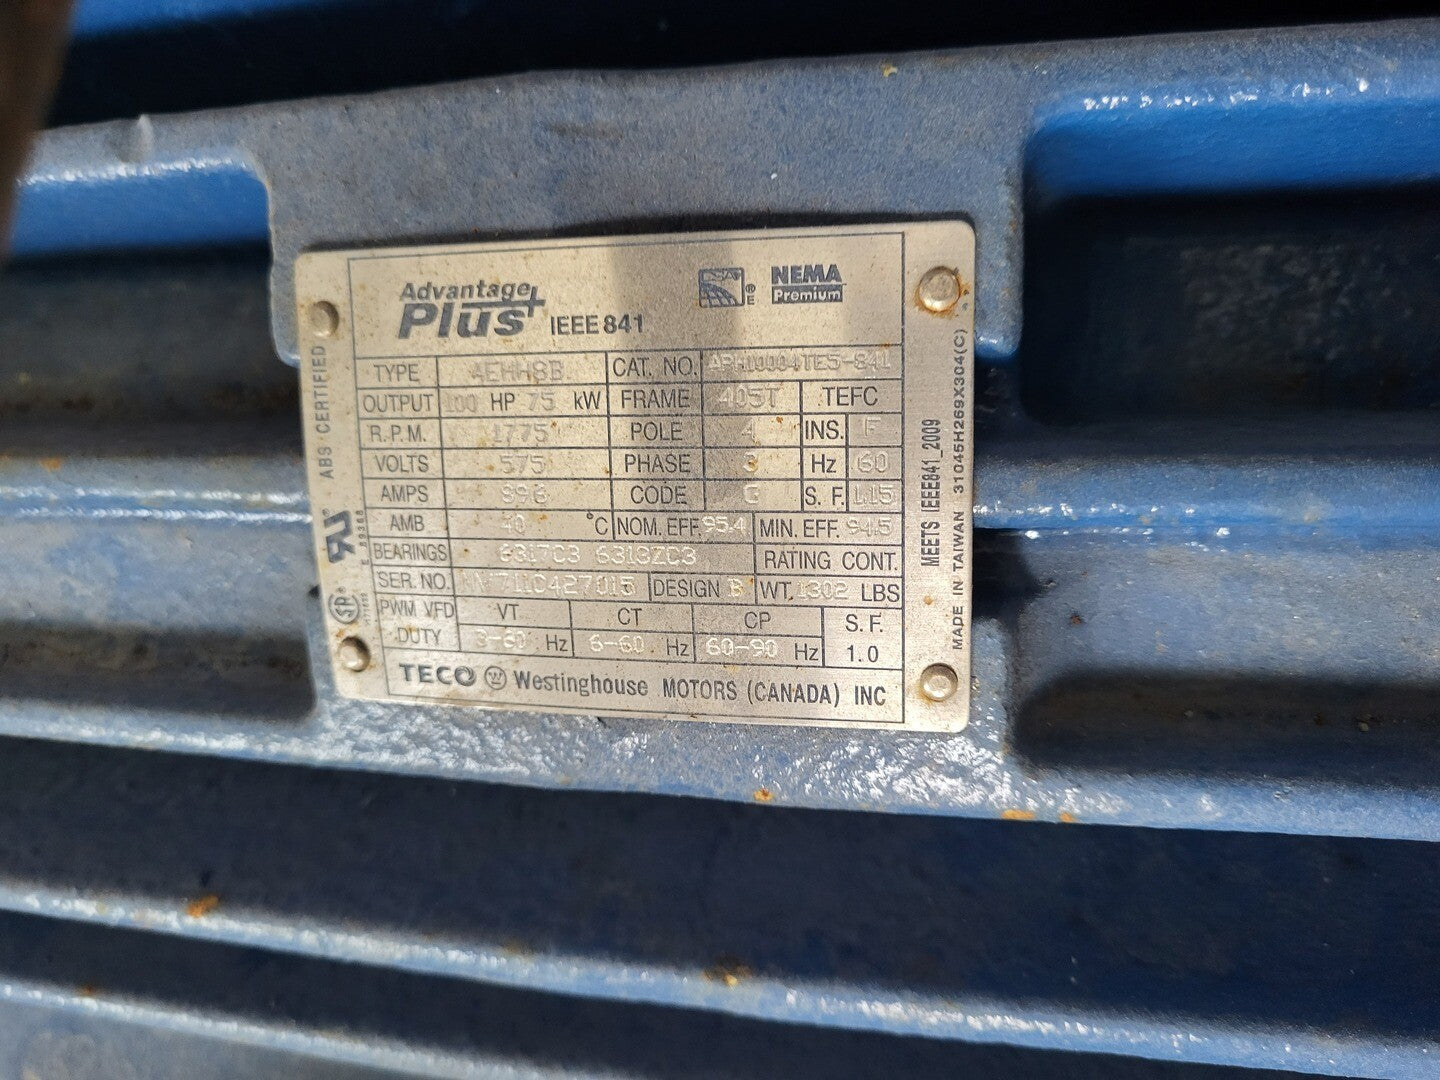 Advantage
Plus+ IEEE 841
® E
NEMA
Premium
TYPE AEHH8B CAT. NO. APH10004TE5-841
OUTPUT 100 HP 75 kW FRAME 405T TEFC
R.P.M. 1775 POLE 4 INS. F
VOLTS 575 PHASE 3 Hz 60
AMPS CODE G S. F. 1.15
AMB 40 °C NOM. EFF. 95.4 MIN. EFF. 94.5
BEARINGS 6317C3 RATING CONT.
SER. NO. DESIGN B WT. 1302 LBS
PWM VFD VT CT CP S. F.
DUTY Hz 6-60 Hz 60-90 Hz 1.0
TECO W Westinghouse MOTORS (CANADA) INC
ABS CERTIFIED
MEETS IEEE841_2009
MADE IN TAIWAN 31045H269X304(C)